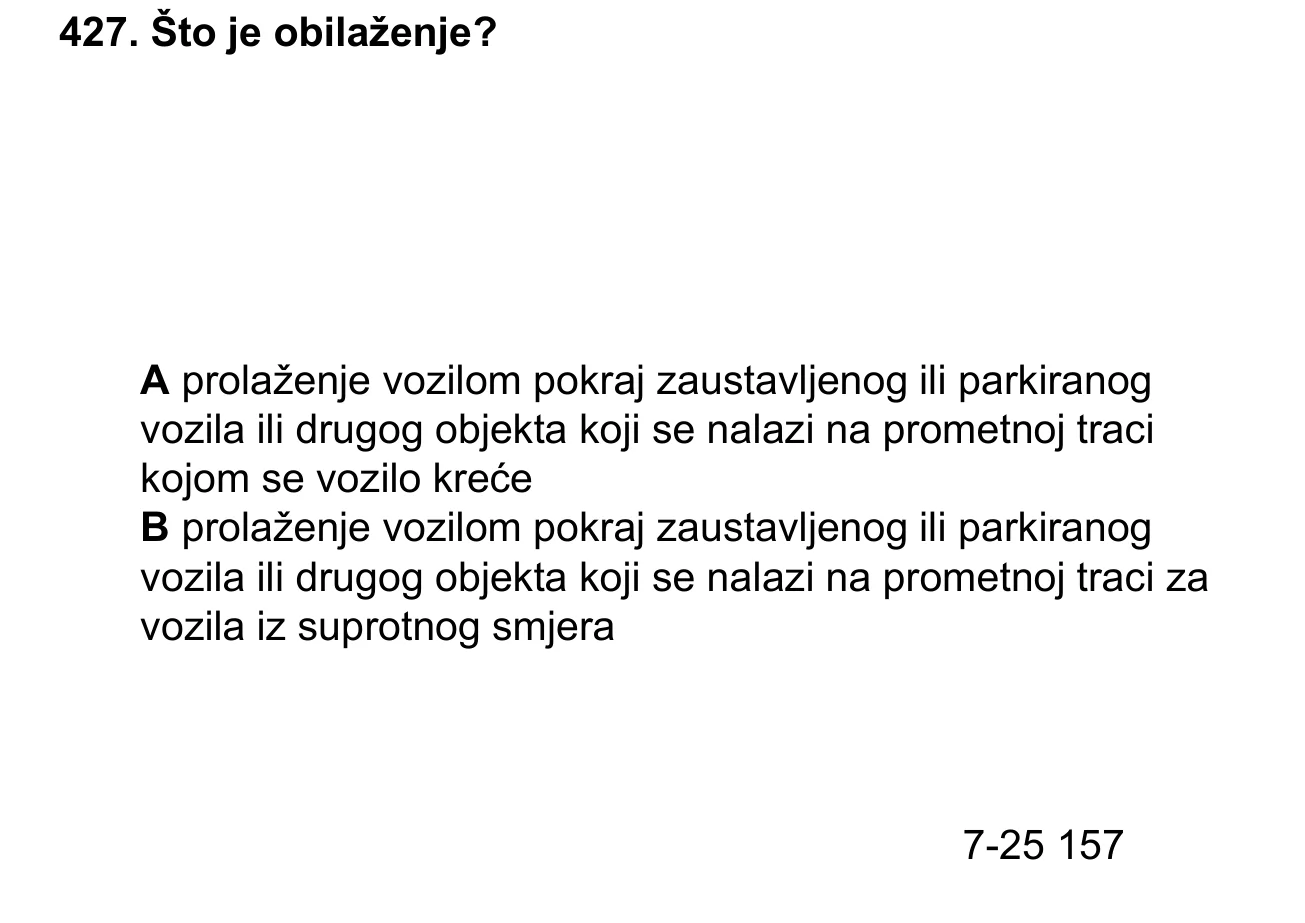 427. Što je obilaženje?
A prolaženje vozilom pokraj zaustavljenog ili parkiranog
vozila ili drugog objekta koji se nalazi na prometnoj traci
kojom se vozilo kreće
B prolaženje vozilom pokraj zaustavljenog ili parkiranog
vozila ili drugog objekta koji se nalazi na prometnoj traci za
vozila iz suprotnog smjera
7-25 157